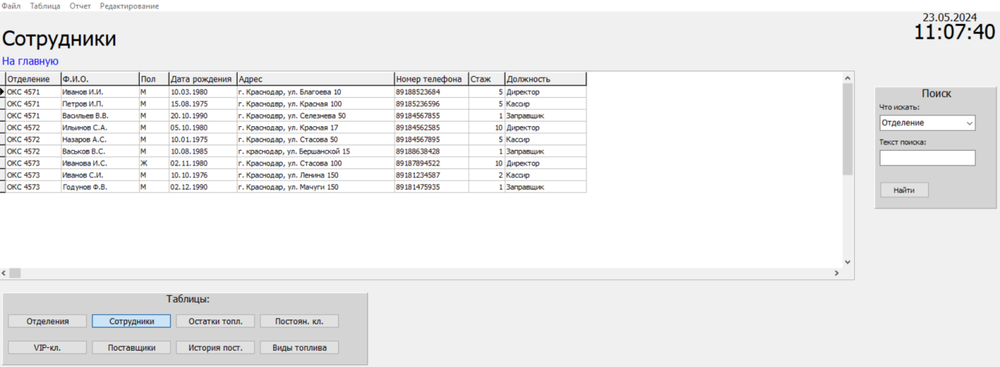 Файл Таблица Отчет Редактирование
23.05.2024
11:07:40
Сотрудники
На главную
Отделение Ф.И.О. Пол Дата рождения Адрес Номер телефона Стаж Должность
ОКС 4571 Иванов И.И. М 10.03.1980 г. Краснодар, ул. Благоева 10 89188523684 5 Директор
ОКС 4571 Петров И.П. М 15.08.1975 г. Краснодвр, ул. Красная 100 89185236596 5 Кассир
ОКС 4571 Васильев В.В. М 20.10.1990 г. Краснодвр, ул. Селезнева 50 89184567855 1 Заправщик
ОКС 4572 Ильинов С.А. М 05.10.1980 г. Краснодар, ул. Красная 17 89184562585 10 Директор
ОКС 4572 Назаров А.С. М 10.01.1975 г. Краснодар, ул. Стасова 50 89184567895 5 Кассир
ОКС 4572 Васьков В.С. М 10.08.1985 г. краснодар, ул. Бершанской 15 89188638428 1 Заправщик
ОКС 4573 Иванова И.С. Ж 02.11.1980 г. Краснодар, ул. Стасова 100 89187894522 10 Директор
ОКС 4573 Иванов С.И. М 10.10.1976 г. Краснодар, ул. Ленина 150 89181234587 2 Кассир
ОКС 4573 Годунов Ф.В. М 02.12.1990 г. Краснодар, ул. Мачуги 150 89181475935 1 Заправщик
Поиск
Что искать:
Отделение
Текст поиска:
Найти
Таблицы:
Отделения Сотрудники Остатки топл. Постоян. кл.
VIP-кл. Поставщики История пост. Виды топлива